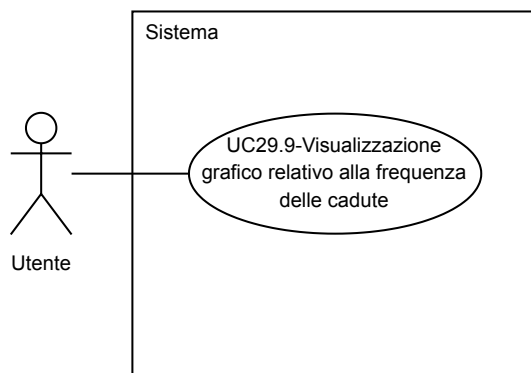 Sistema
UC29.9-Visualizzazione
grafico relativo alla frequenza
delle cadute
Utente